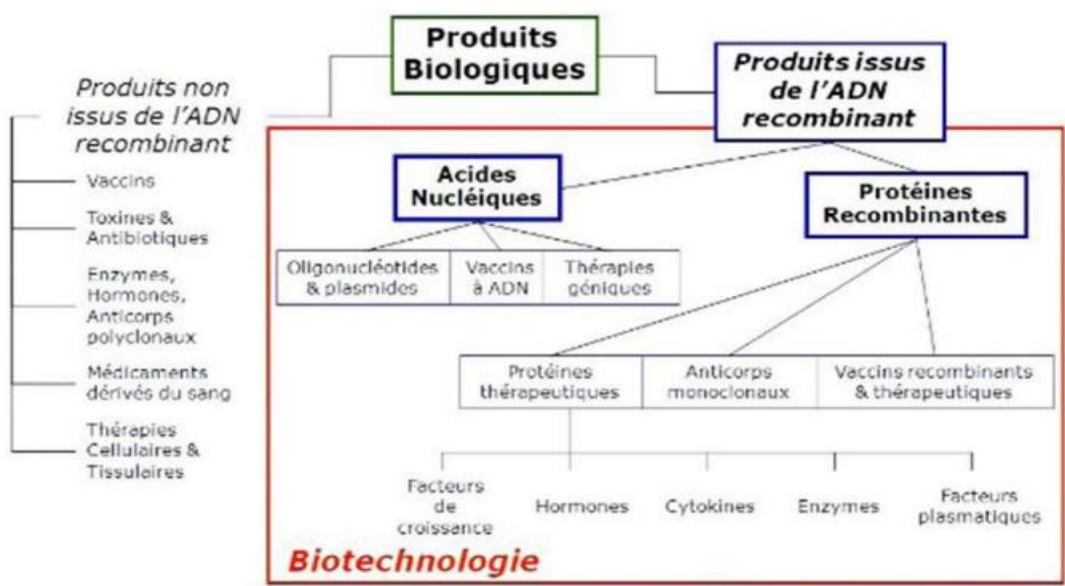 Produits
Biologiques
Produits issus
de l'ADN
recombinant
Produits non
issus de l'ADN
recombinant
Vaccins
Toxines &
Antibiotiques
Enzymes,
Hormones,
Anticorps
polyclonaux
Médicaments
dérivés du sang
Thérapies
Cellulaires &
Tissulaires
Acides
Nucléiques
Protéines
Recombinantes
Oligonucléotides
& plasmides
Vaccins
à ADN
Thérapies
géniques
Protéines
thérapeutiques
Anticorps
monoclonaux
Vaccins recombinants
& thérapeutiques
Facteurs
de
croissance
Hormones
Cytokines
Enzymes
Facteurs
plasmatiques
Biotechnologie